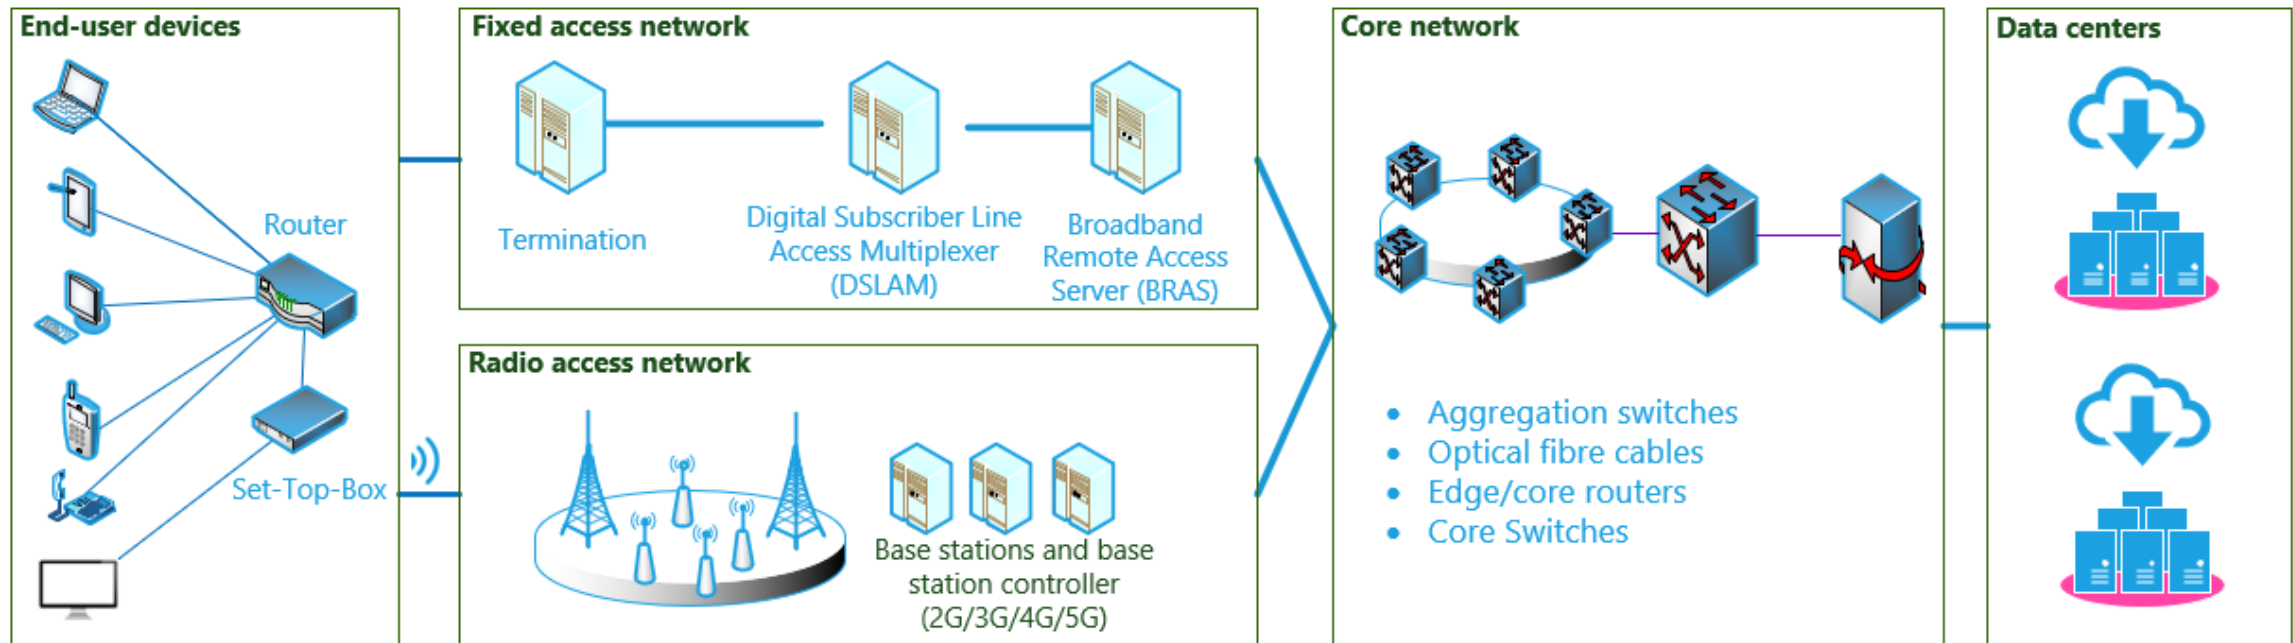 End-user devices
Router
Set-Top-Box
Fixed access network
Termination
Digital Subscriber Line
Access Multiplexer
(DSLAM)
Broadband
Remote Access
Server (BRAS)
Radio access network
Base stations and base
station controller
(2G/3G/4G/5G)
Core network
• Aggregation switches
• Optical fibre cables
• Edge/core routers
• Core Switches
Data centers